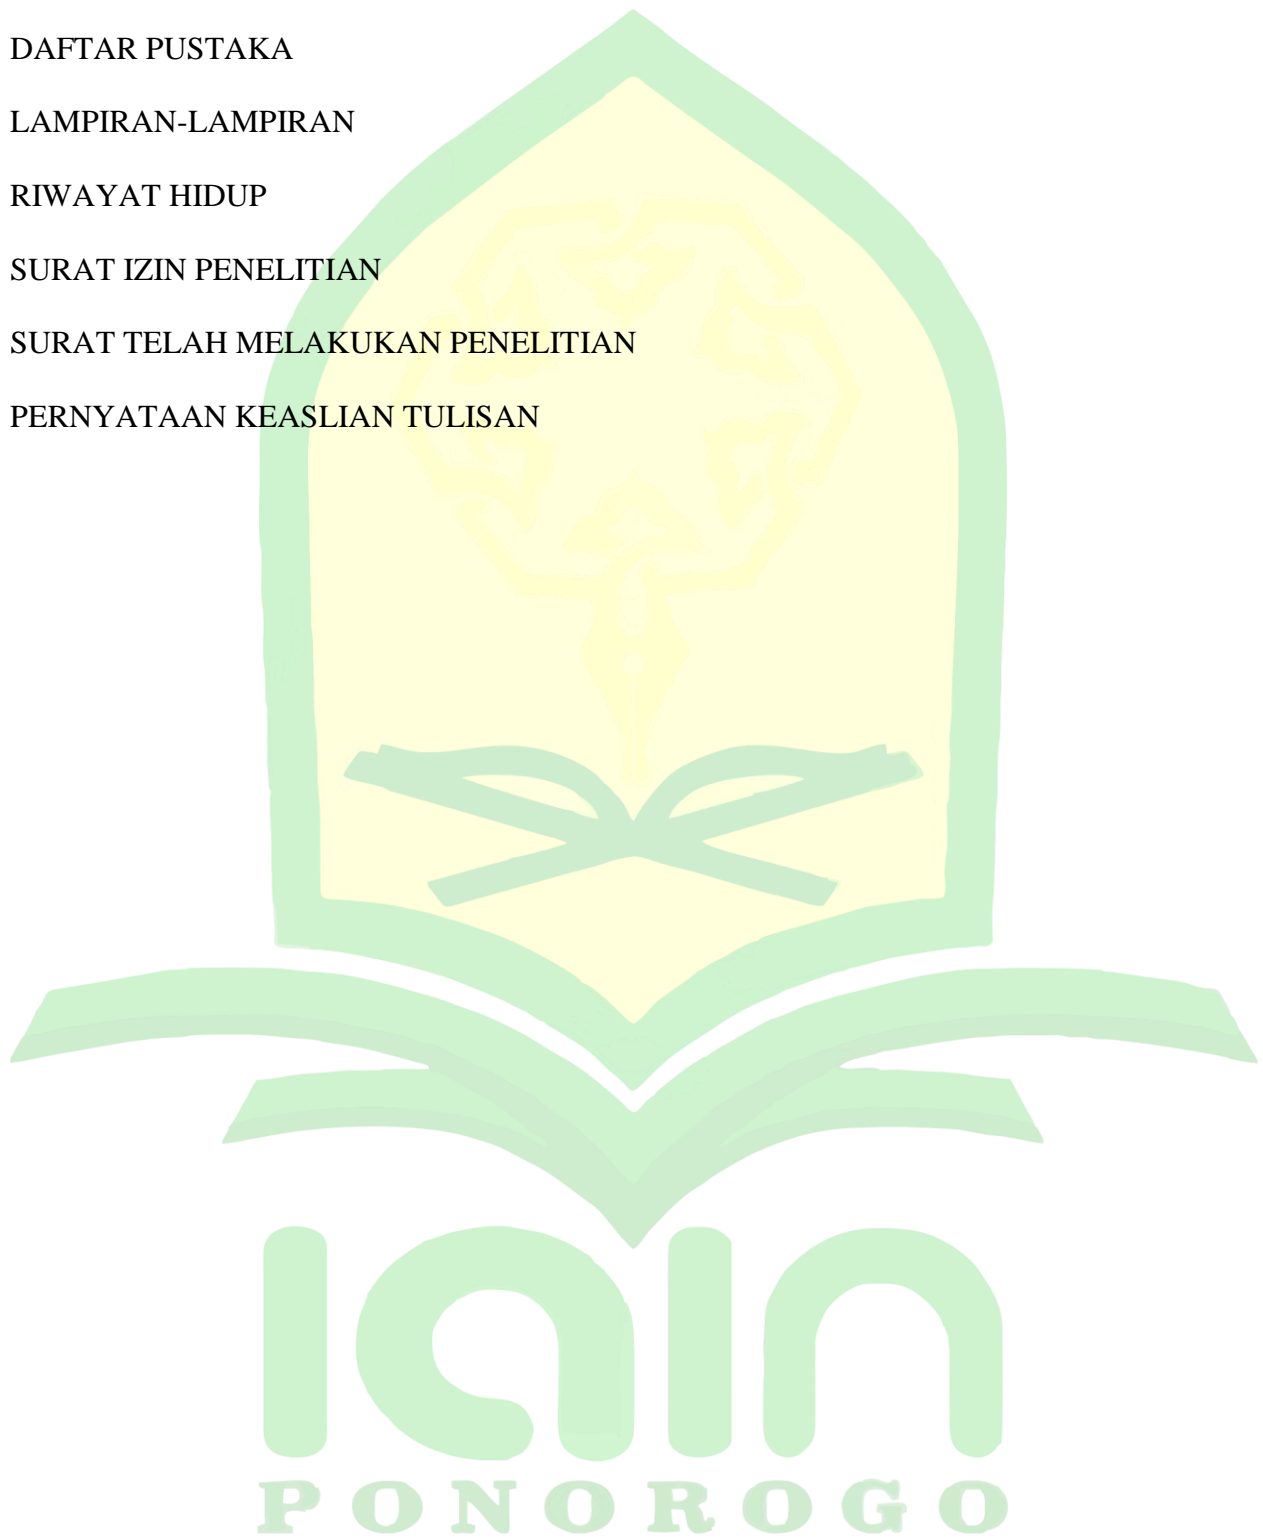 DAFTAR PUSTAKA
LAMPIRAN-LAMPIRAN
RIWAYAT HIDUP
SURAT IZIN PENELITIAN
SURAT TELAH MELAKUKAN PENELITIAN
PERNYATAAN KEASLIAN TULISAN
iain
PONOROGO